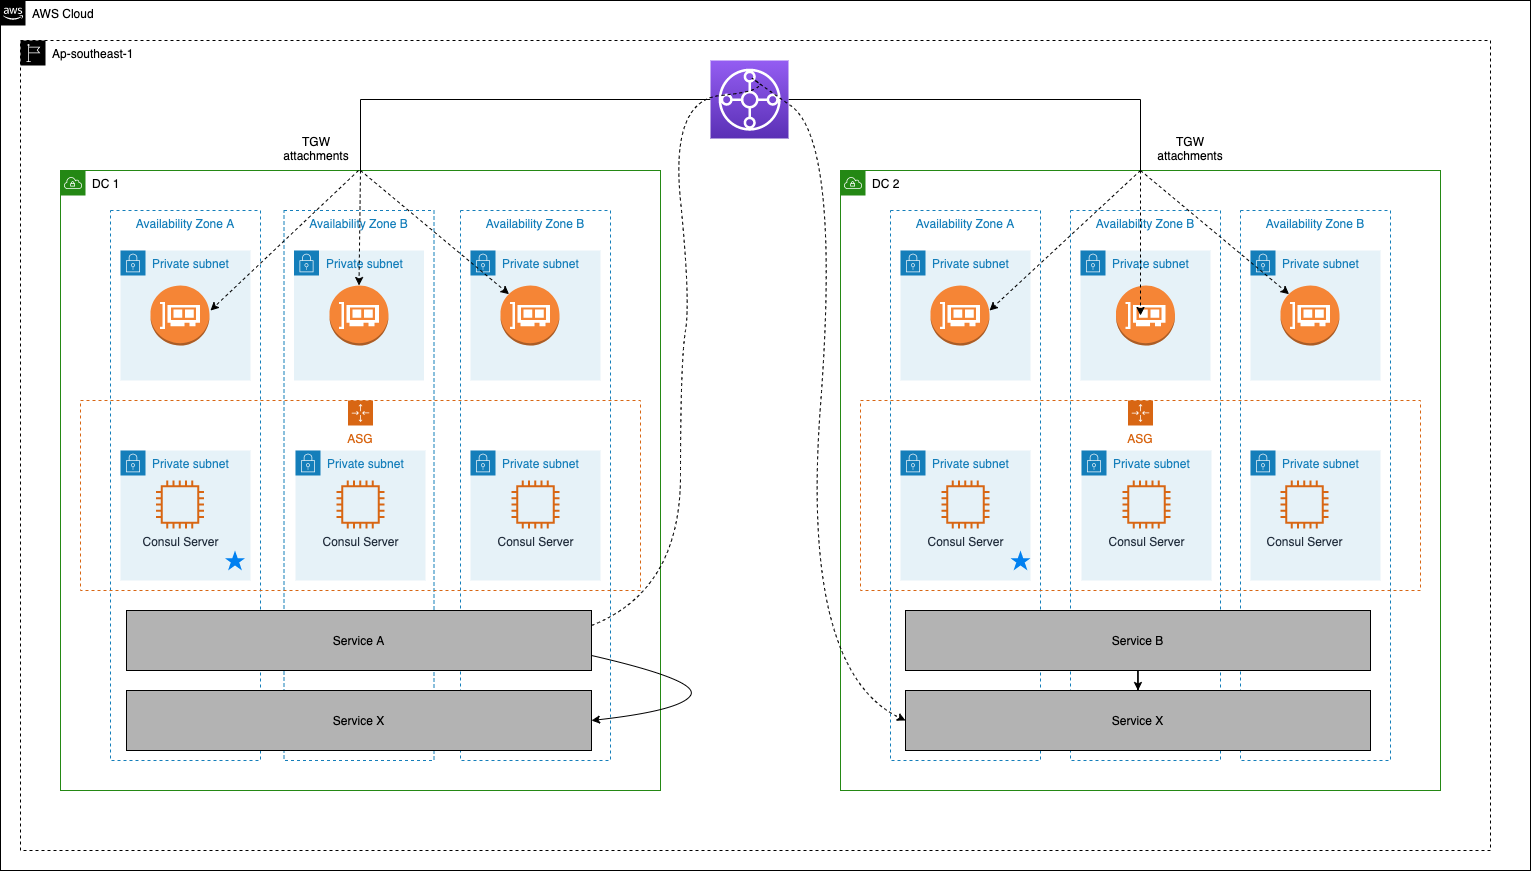 aws
AWS Cloud
Ap-southeast-1
TGW
attachments
TGW
attachments
DC 1
DC 2
Availability Zone A
Availability Zone B
Availability Zone B
Availability Zone A
Availability Zone B
Availability Zone B
Private subnet
Private subnet
Private subnet
Private subnet
Private subnet
Private subnet
ASG
ASG
Private subnet
Private subnet
Private subnet
Private subnet
Private subnet
Private subnet
Consul Server
Consul Server
Consul Server
Consul Server
Consul Server
Consul Server
Service A
Service B
Service X
Service X